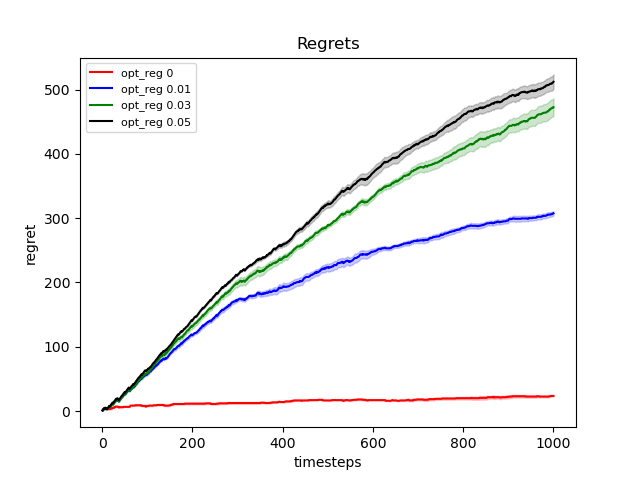 Regrets
opt_reg 0
opt_reg 0.01
opt_reg 0.03
opt_reg 0.05
regret
500
400
300
200
100
0
0 200 400 600 800 1000
timesteps